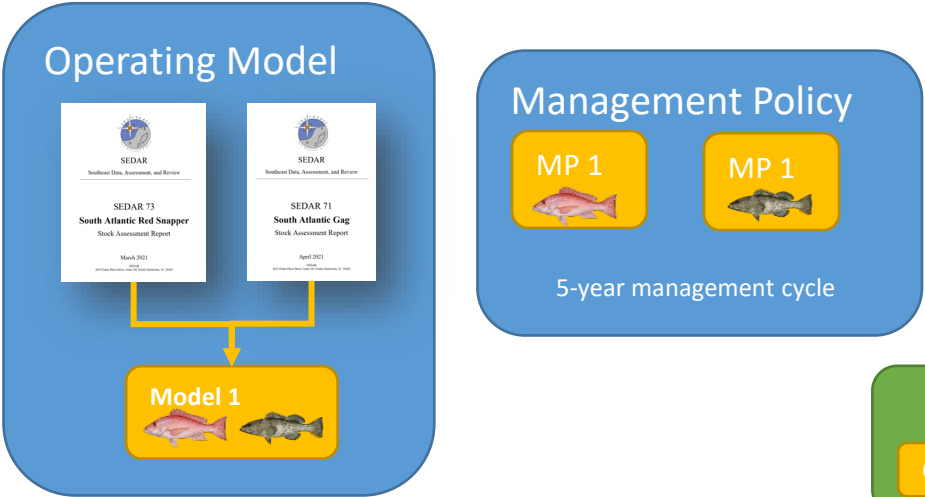 Operating Model
SEDAR
Southeast Data, Assessment, and Review
SEDAR 73
South Atlantic Red Snapper
Stock Assessment Report
March 2021
SEDAR
SEDAR
Southeast Data, Assessment, and Review
SEDAR 71
South Atlantic Gag
Stock Assessment Report
April 2021
SEDAR
Model 1
Management Policy
MP 1
MP 1
5-year management cycle